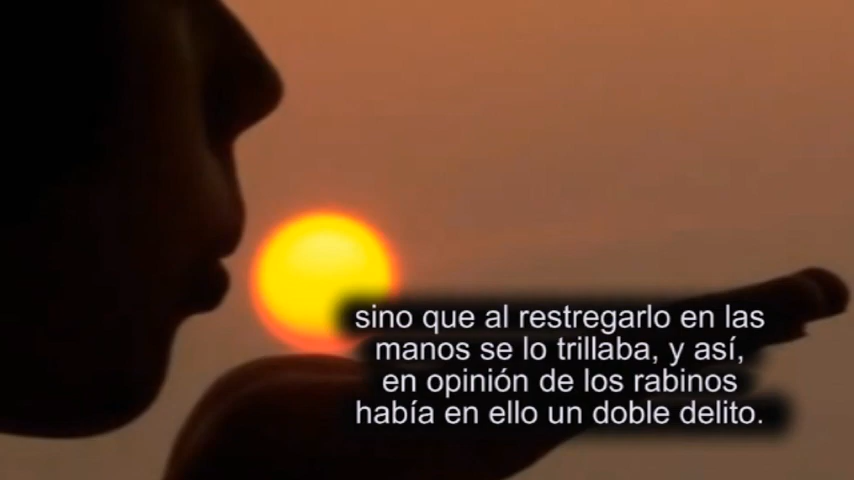 sino que al restregarlo en las
manos se lo trillaba, y así,
en opinión de los rabinos
había en ello un doble delito.